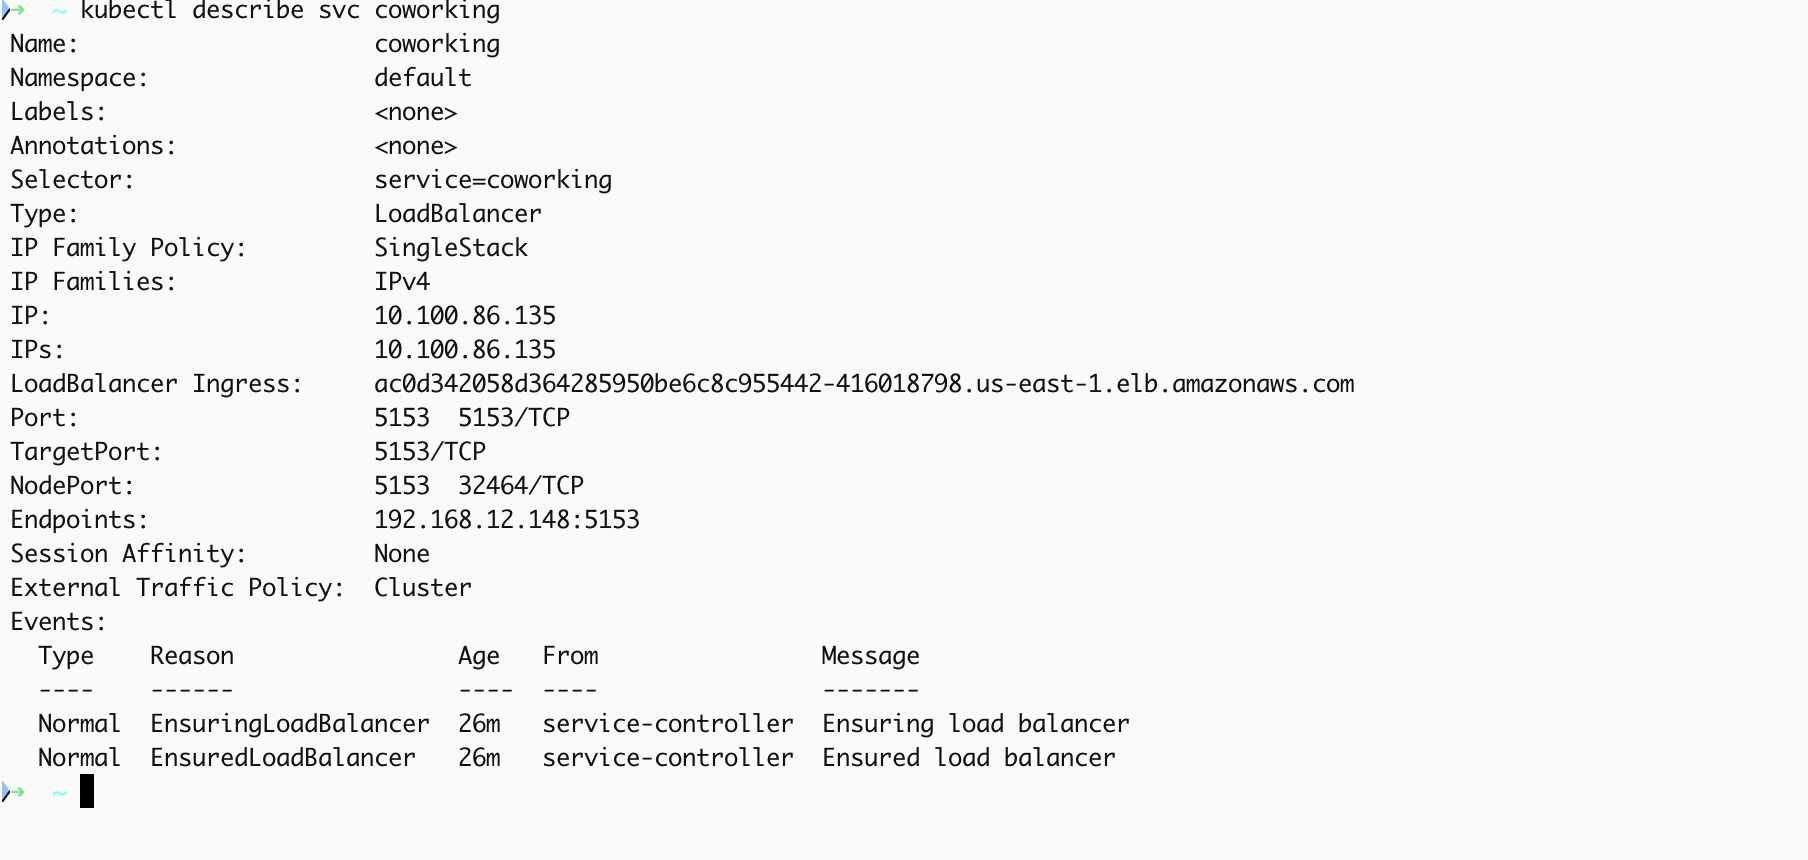 ➜  ~ kubectl describe svc coworking
Name:                     coworking
Namespace:                default
Labels:                   <none>
Annotations:              <none>
Selector:                 service=coworking
Type:                     LoadBalancer
IP Family Policy:         SingleStack
IP Families:              IPv4
IP:                       10.100.86.135
IPs:                      10.100.86.135
LoadBalancer Ingress:     ac0d342058d364285950be6c8c955442-416018798.us-east-1.elb.amazonaws.com
Port:                     5153  5153/TCP
TargetPort:               5153/TCP
NodePort:                 5153  32464/TCP
Endpoints:                192.168.12.148:5153
Session Affinity:         None
External Traffic Policy:  Cluster
Events:
  Type    Reason                Age   From                Message
  ----    ------                ----  ----                -------
  Normal  EnsuringLoadBalancer  26m   service-controller  Ensuring load balancer
  Normal  EnsuredLoadBalancer   26m   service-controller  Ensured load balancer
➜  ~